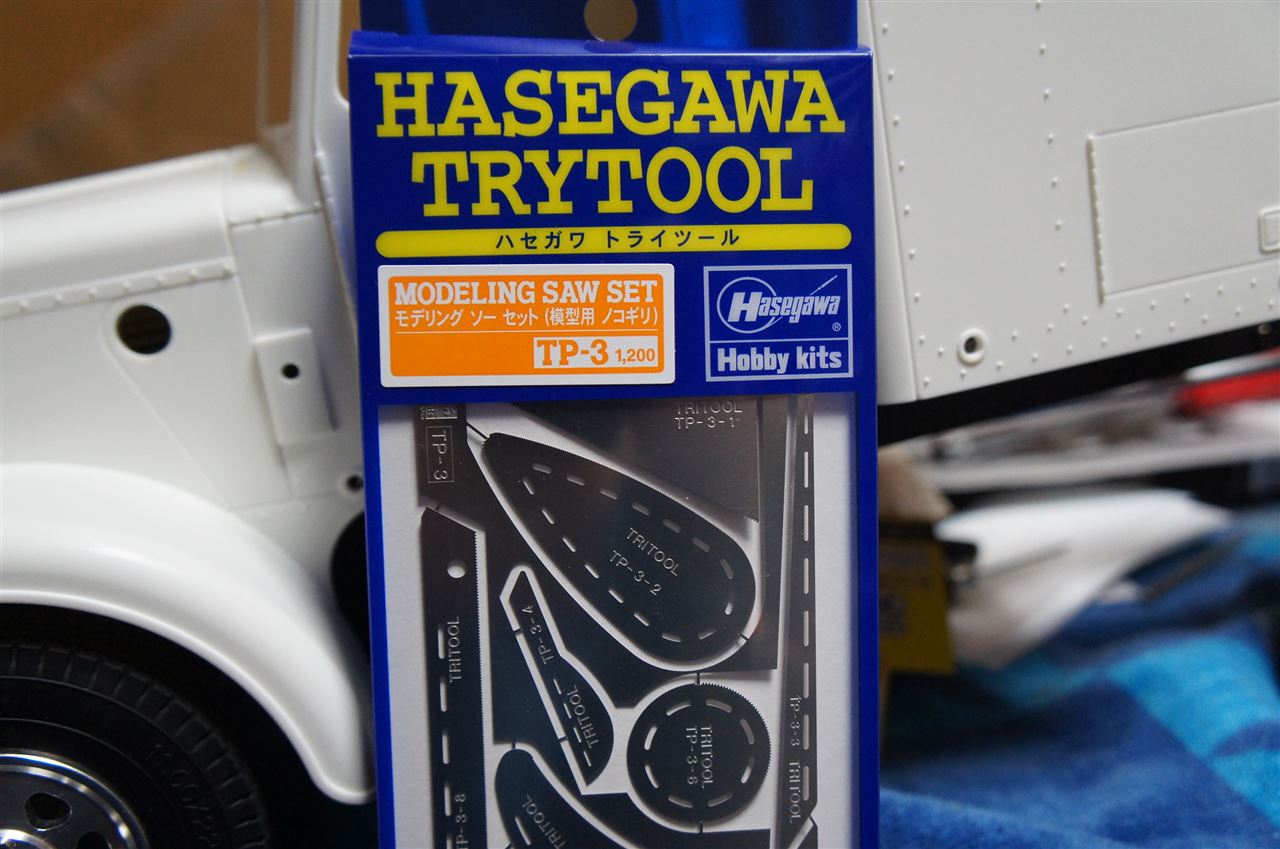 HASEGAWA
TRYTOOL
ハセガワ トライツール
MODELING SAW SET
モデリング ソー セット (模型用 ノコギリ)
TP-3 1,200
Hasegawa
®
Hobby kits
TP-3
TRITOOL
TP-3-1
TRITOOL
TP-3-2
TRITOOL
TP-3-4
TRITOOL
TRITOOL
TP-3-6
TP-3-3 TRITOOL
TP-3-8
TRITOOL